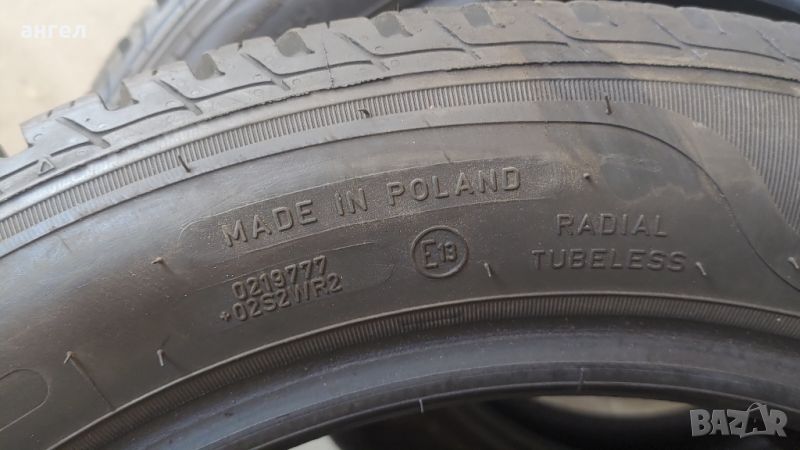 ангел
MADE IN POLAND
0219777
+02S2WR2
E13
RADIAL
TUBELESS
BAZAR